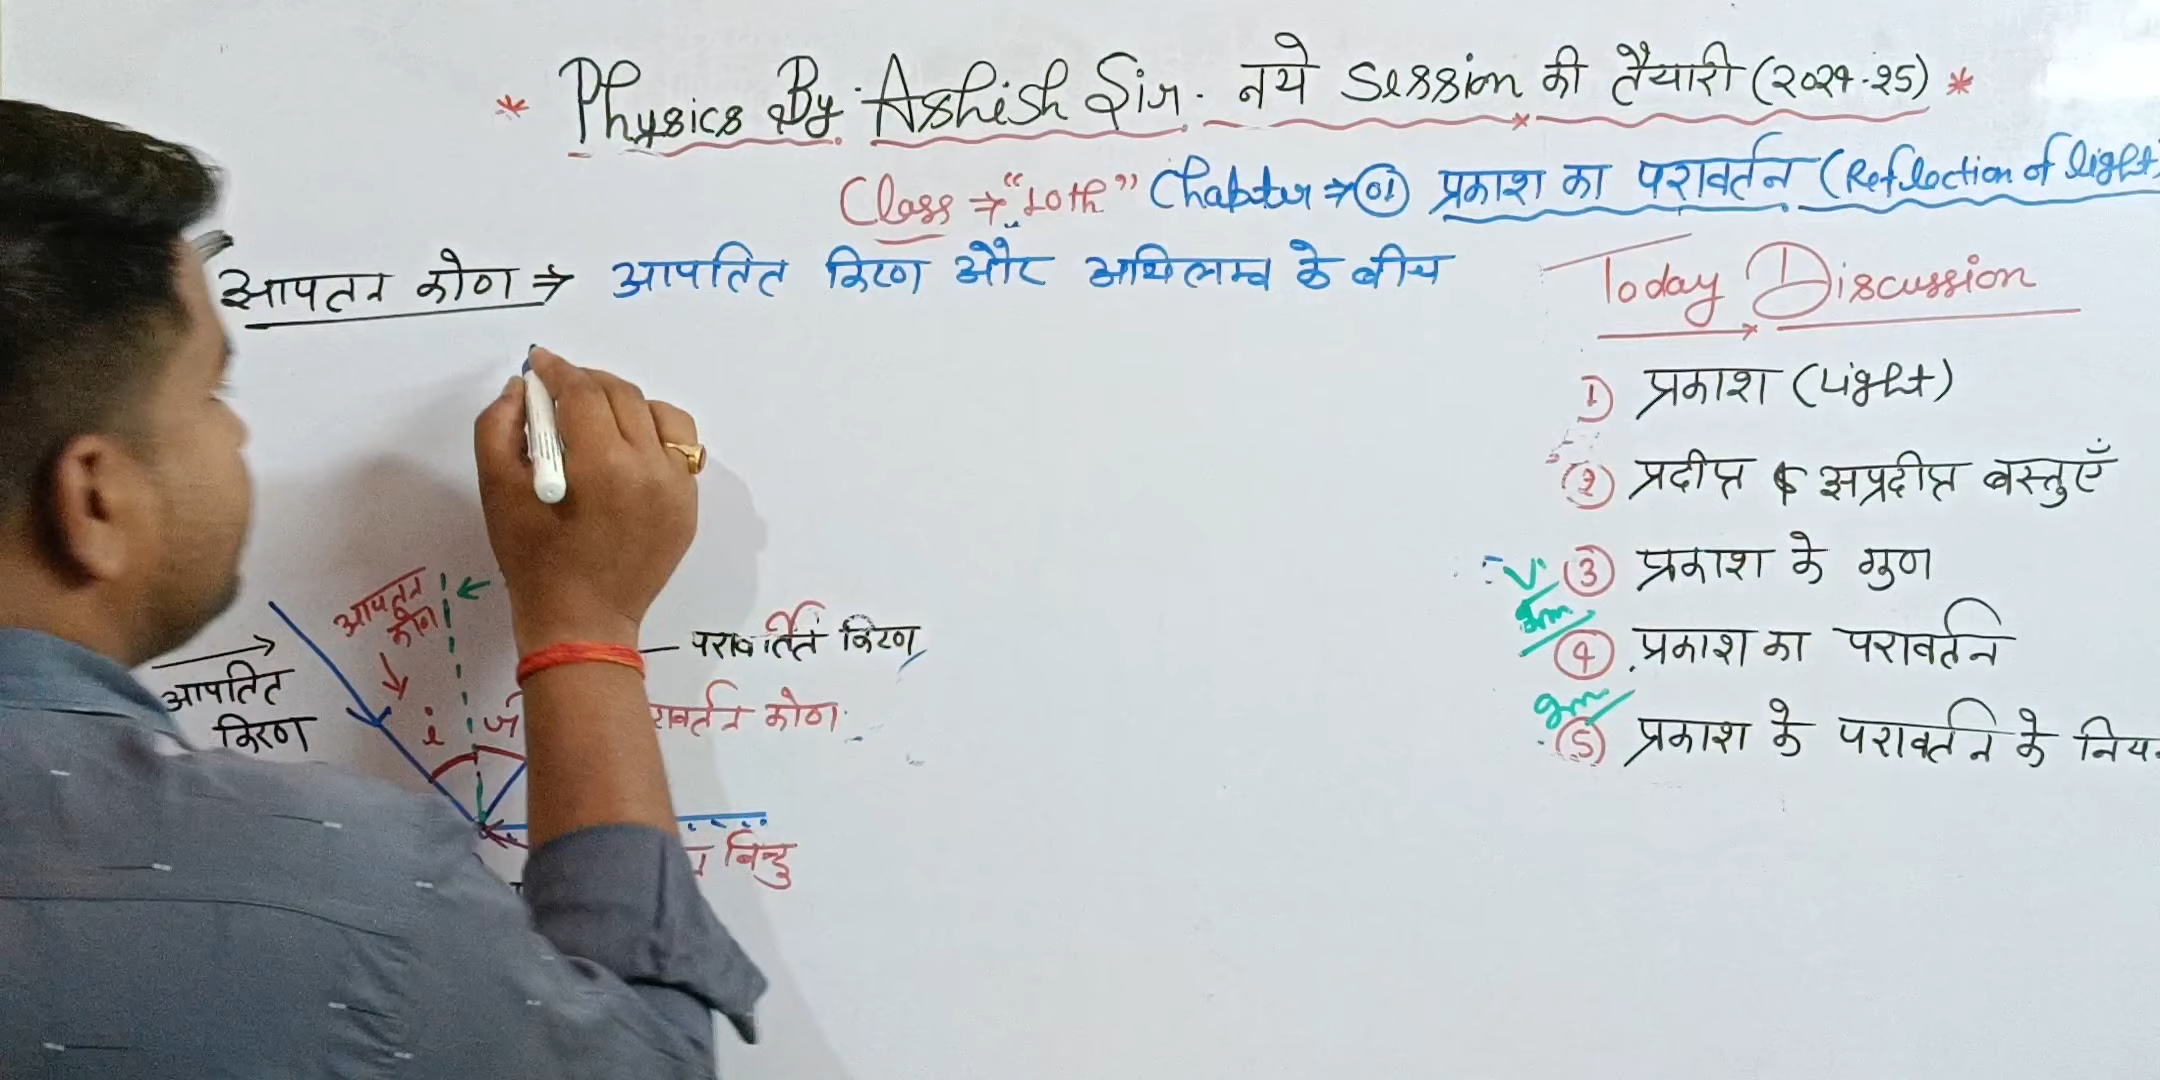 * Physics By Ashish Sir. नये Session की तैयारी (2024-25) *
Class → "10th" Chapter → 01 प्रकाश का परावर्तन (Reflection of light)
आपतन कोण ⇒ आपतित किरण और अभिलम्ब के बीच
Today Discussion
1) प्रकाश (Light)
2) प्रदीप्त & अप्रदीप्त वस्तुएँ
3) प्रकाश के गुण
4) प्रकाश का परावर्तन
5) प्रकाश के परावर्तन के निय
आपतन
कोण
आपतित
किरण
i r
परावर्तित किरण
रावर्तन कोण
बिन्दु